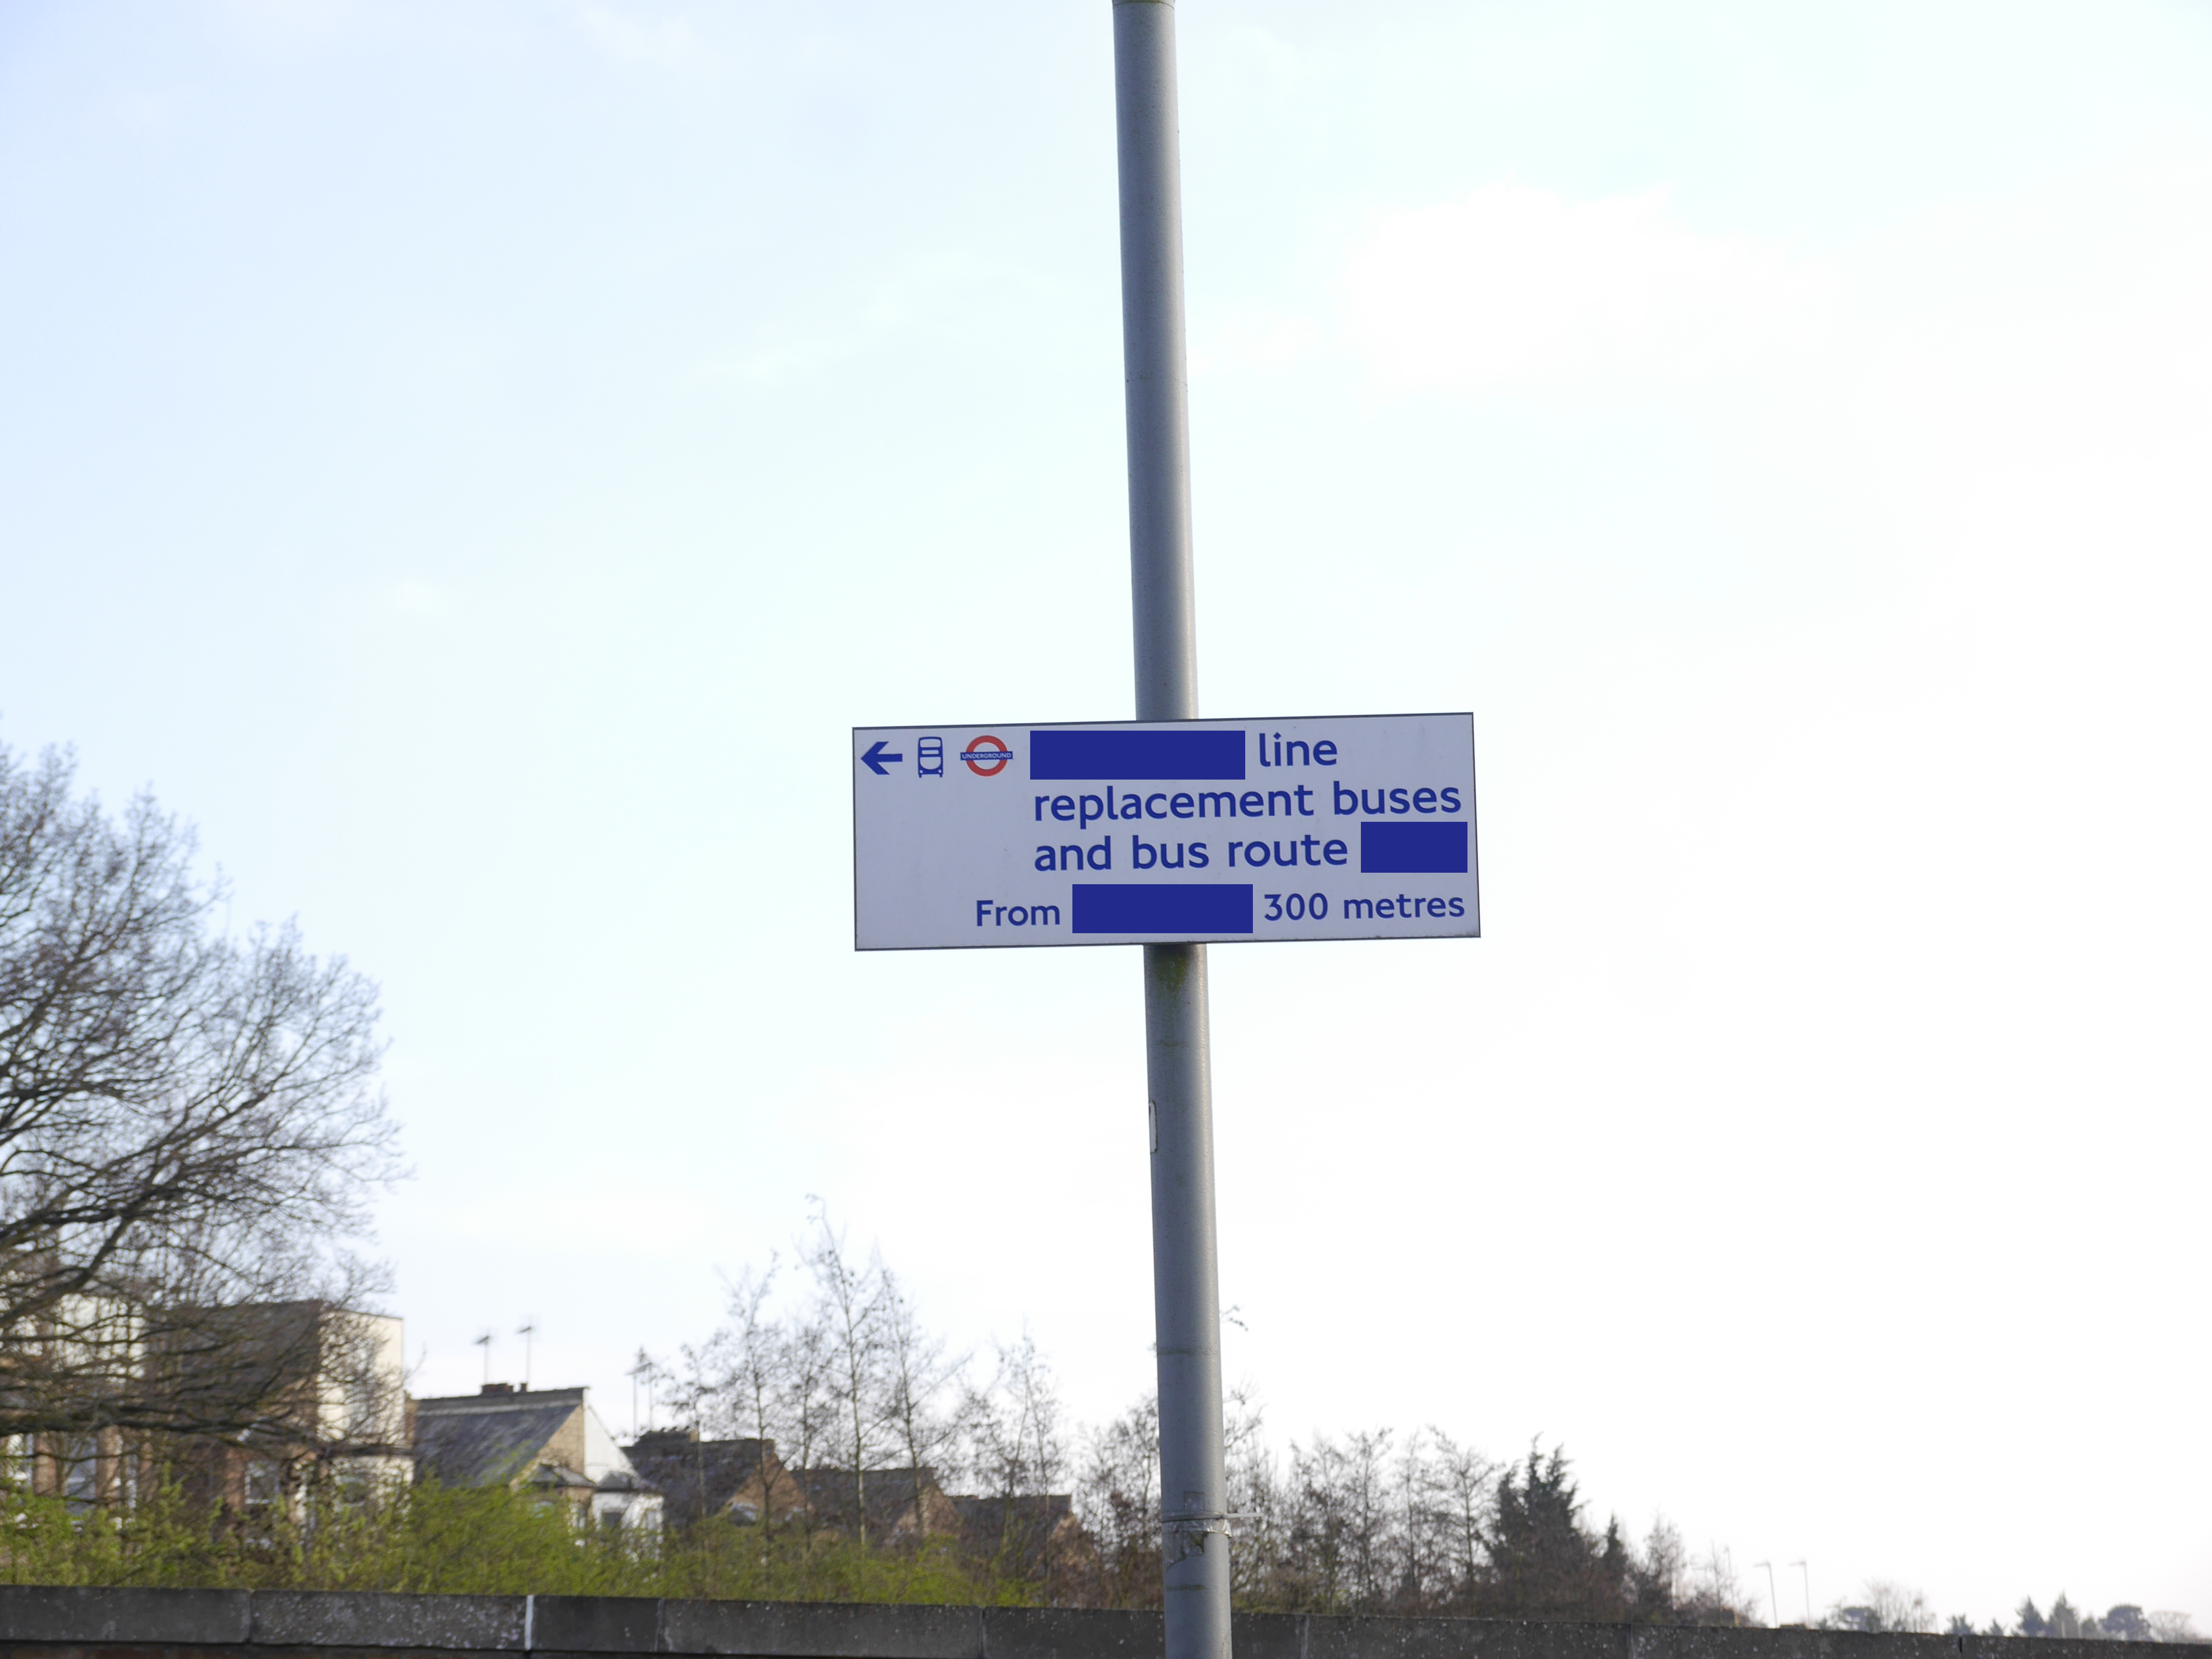 UNDERGROUND line
replacement buses
and bus route
From 300 metres